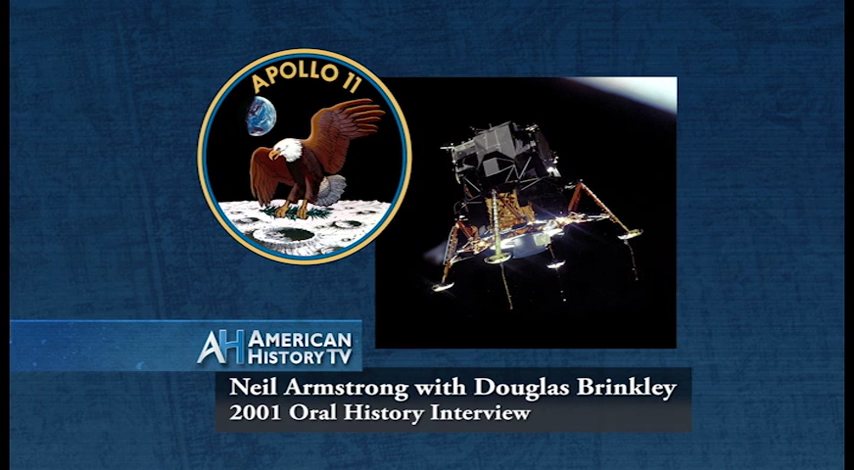 APOLLO 11
AH AMERICAN
HISTORY TV
Neil Armstrong with Douglas Brinkley
2001 Oral History Interview